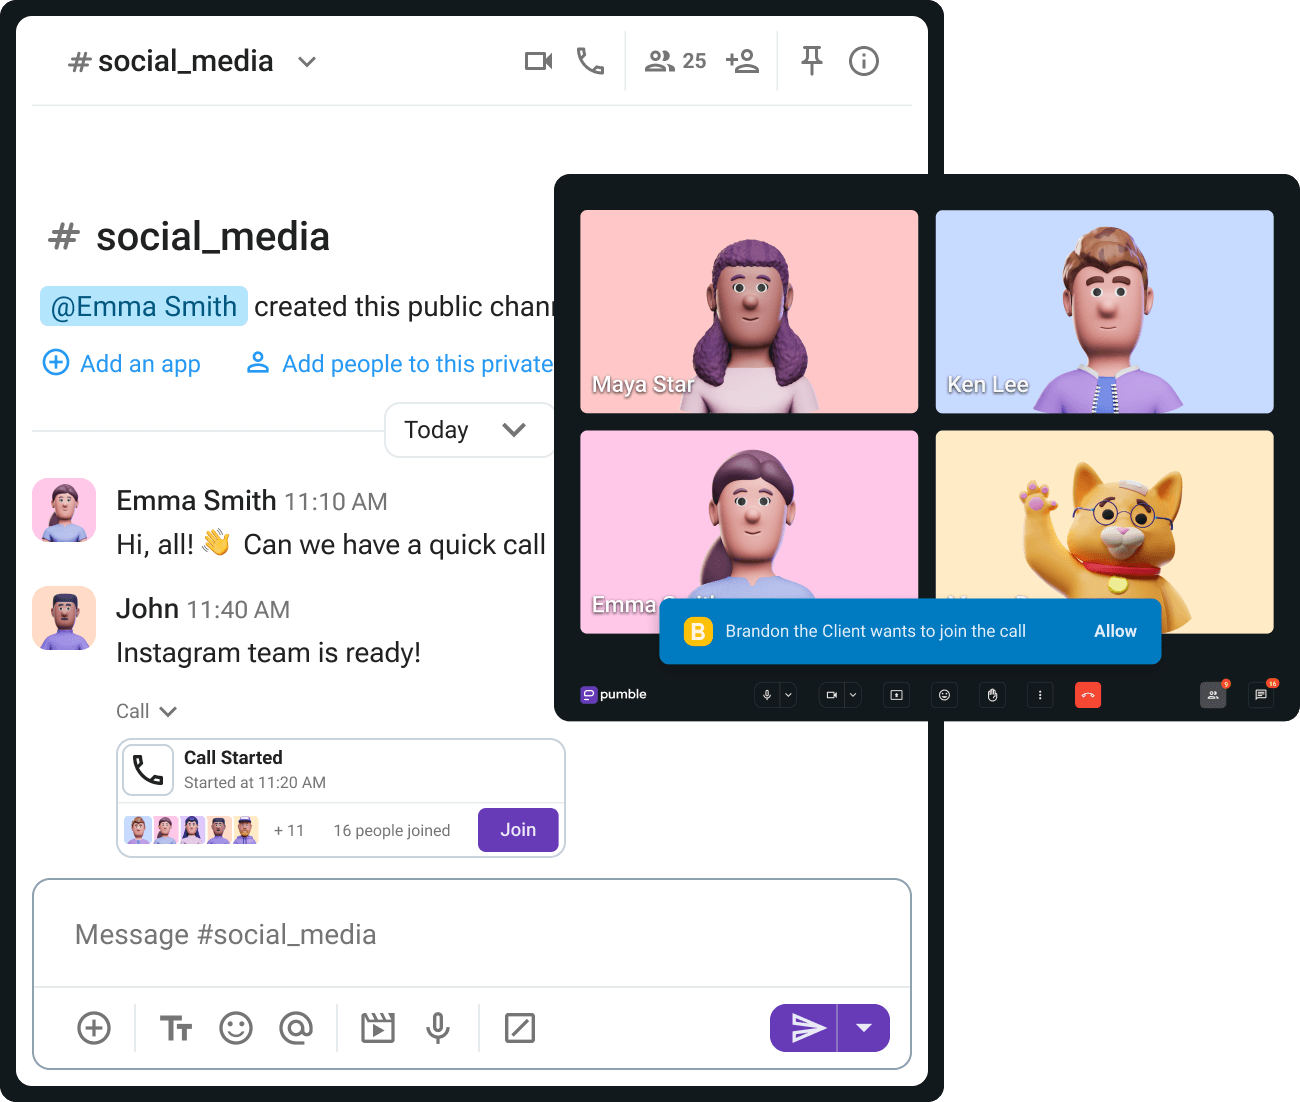 # social_media
25
# social_media
@Emma Smith created this public chann
Add an app Add people to this private
Today
Emma Smith 11:10 AM
Hi, all! 👋 Can we have a quick call
John 11:40 AM
Instagram team is ready!
Call
Call Started
Started at 11:20 AM
+ 11 16 people joined Join
Message #social_media
Maya Star
Ken Lee
Emma
B Brandon the Client wants to join the call Allow
pumble
9
16